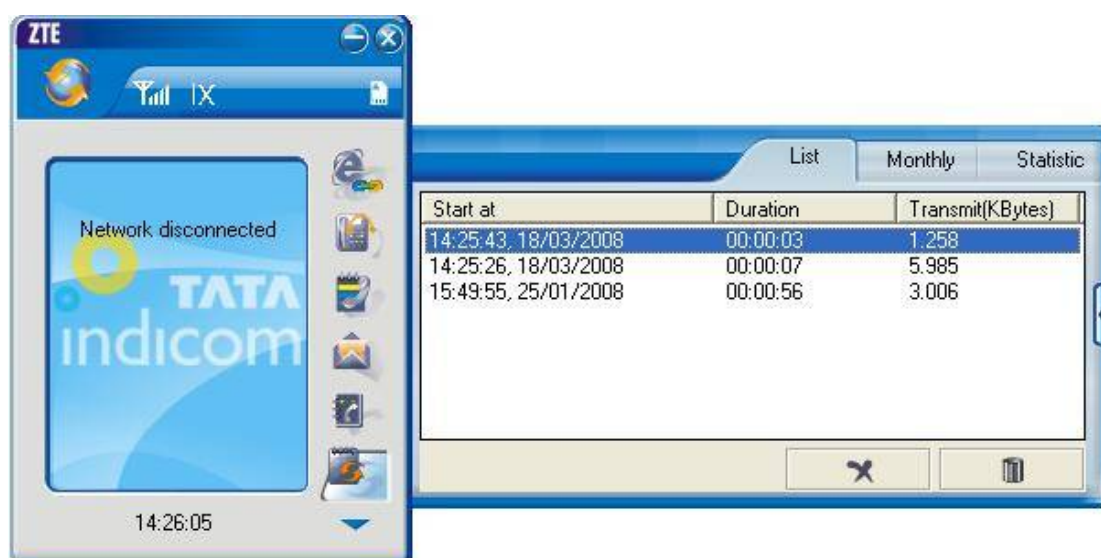 ZTE
1X
Network disconnected
TATA
indicom
14:26:05
List Monthly Statistic
Start at Duration Transmit(KBytes)
14:25:43, 18/03/2008 00:00:03 1.258
14:25:26, 18/03/2008 00:00:07 5.985
15:49:55, 25/01/2008 00:00:56 3.006